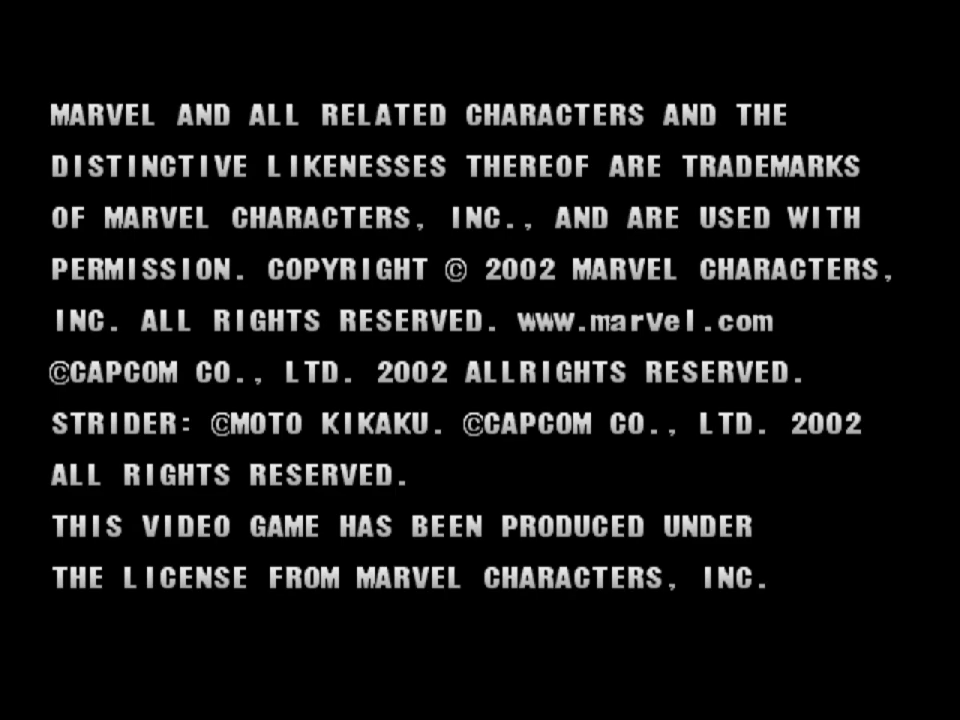 MARVEL AND ALL RELATED CHARACTERS AND THE
DISTINCTIVE LIKENESSES THEREOF ARE TRADEMARKS
OF MARVEL CHARACTERS, INC., AND ARE USED WITH
PERMISSION. COPYRIGHT © 2002 MARVEL CHARACTERS,
INC. ALL RIGHTS RESERVED. www.marvel.com
©CAPCOM CO., LTD. 2002 ALLRIGHTS RESERVED.
STRIDER: ©MOTO KIKAKU. ©CAPCOM CO., LTD. 2002
ALL RIGHTS RESERVED.
THIS VIDEO GAME HAS BEEN PRODUCED UNDER
THE LICENSE FROM MARVEL CHARACTERS, INC.